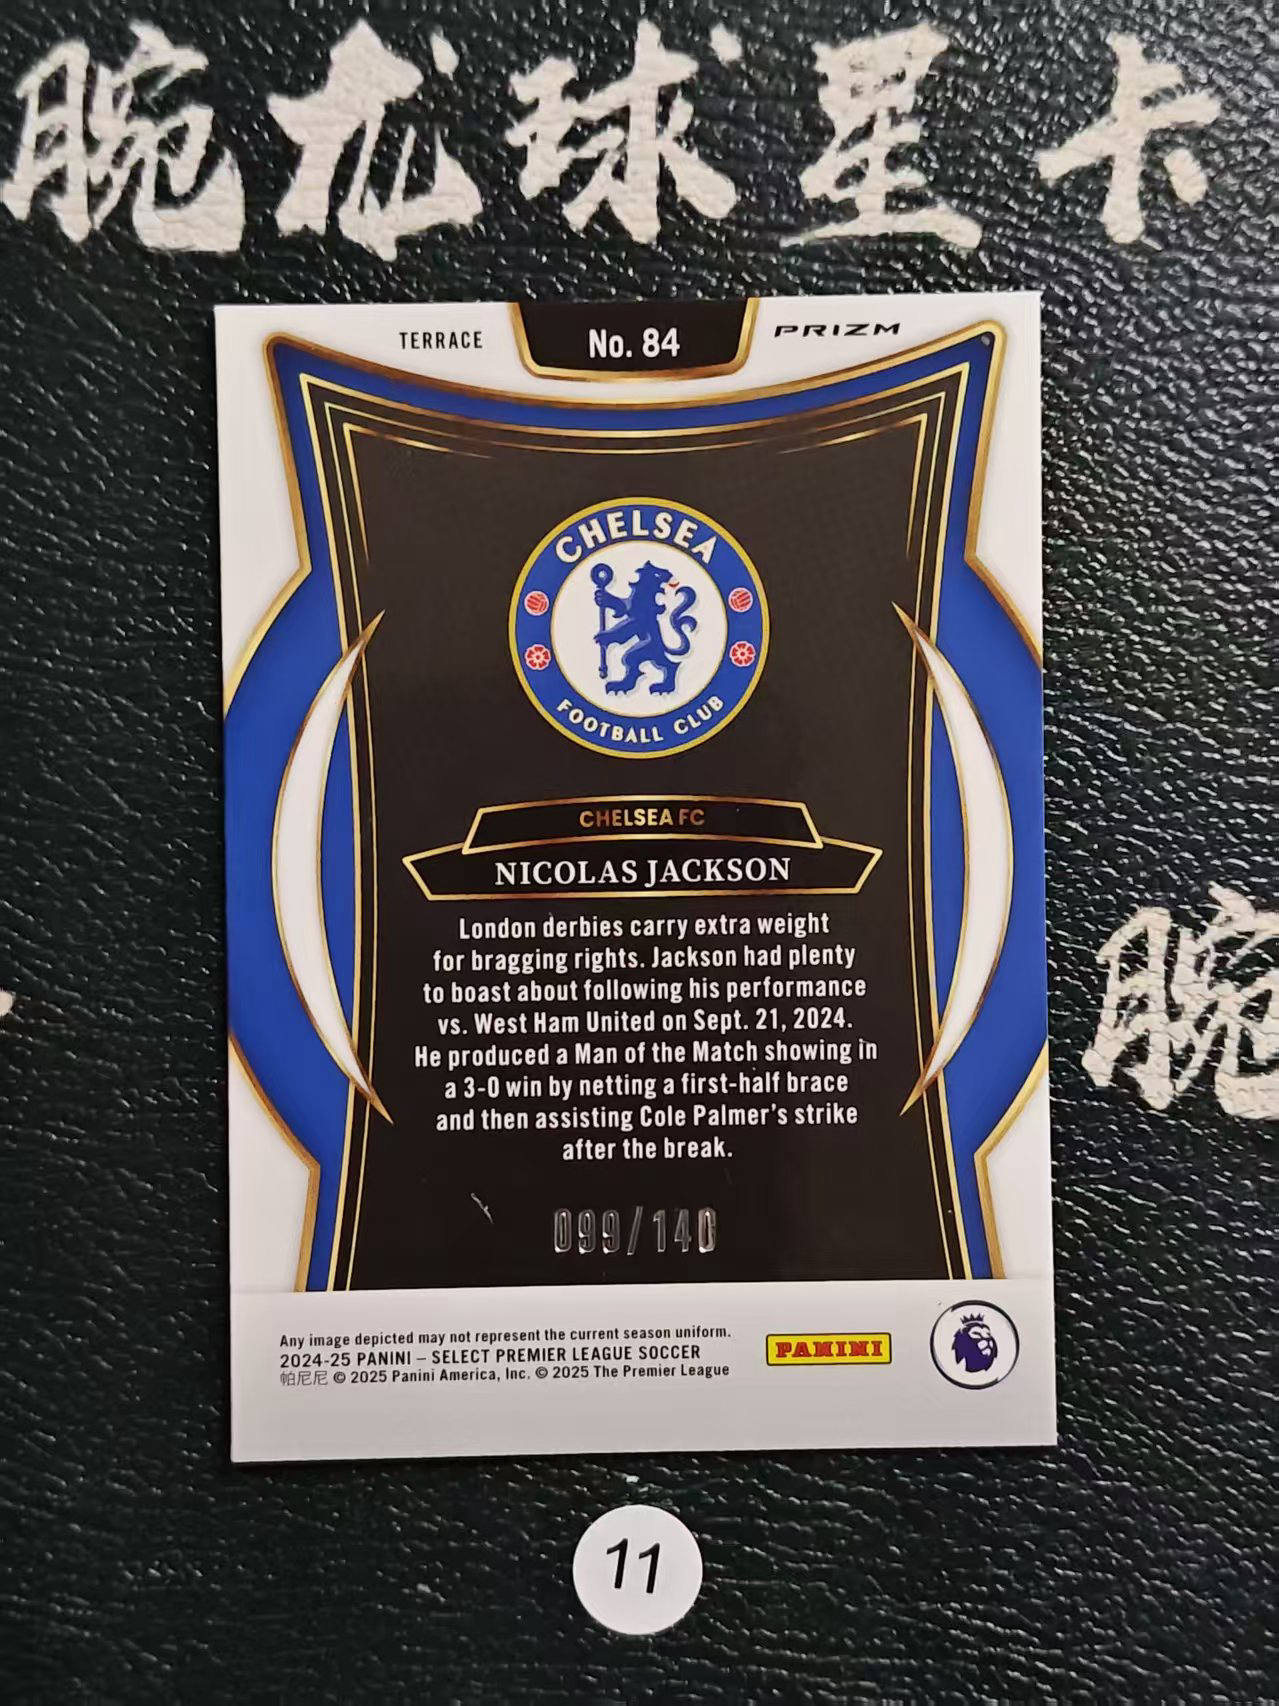 腕龙球星卡
TERRACE
No. 84
PRIZM
CHELSEA
FOOTBALL CLUB
CHELSEA FC
NICOLAS JACKSON
London derbies carry extra weight
for bragging rights. Jackson had plenty
to boast about following his performance
vs. West Ham United on Sept. 21, 2024.
He produced a Man of the Match showing in
a 3-0 win by netting a first-half brace
and then assisting Cole Palmer's strike
after the break.
腕
099/140
Any image depicted may not represent the current season uniform.
2024-25 PANINI – SELECT PREMIER LEAGUE SOCCER
帕尼尼 © 2025 Panini America, Inc. © 2025 The Premier League
PANINI
11